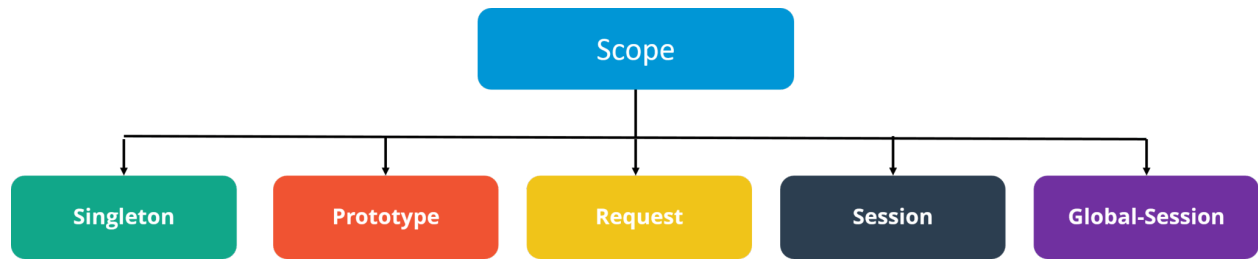 Scope
Singleton
Prototype
Request
Session
Global-Session